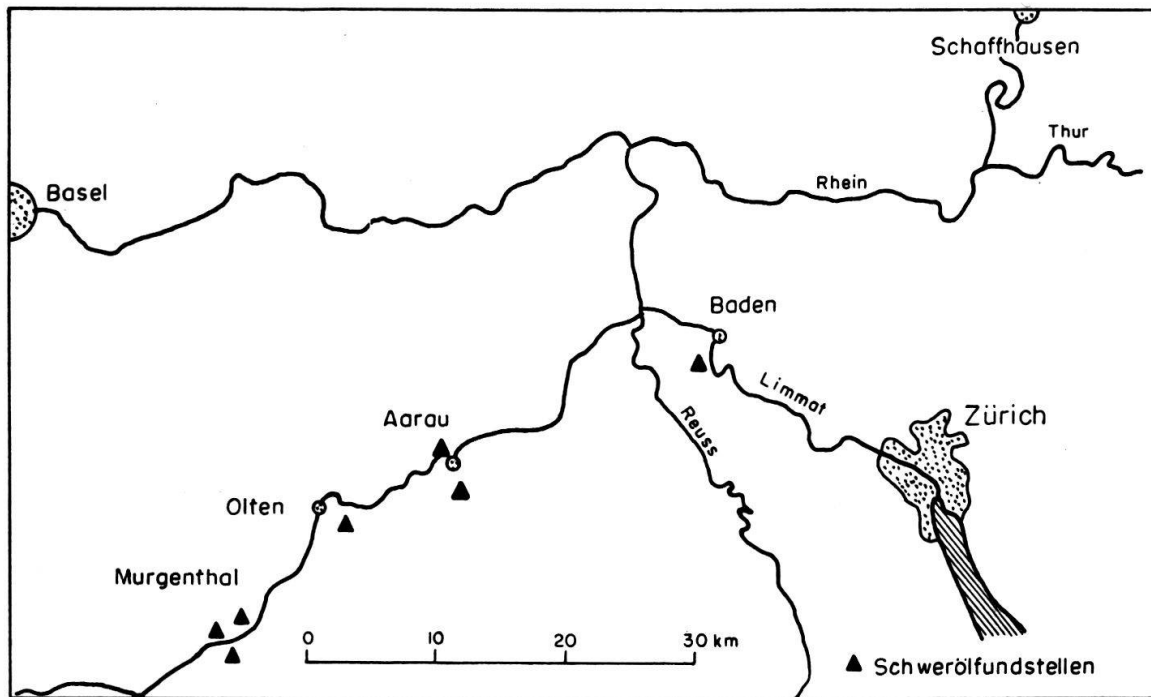 Schaffhausen
Thur
Basel
Rhein
Baden
Limmat
Aarau
Reuss
Zürich
Olten
Murgenthal
0 10 20 30 km
Schwerölfundstellen